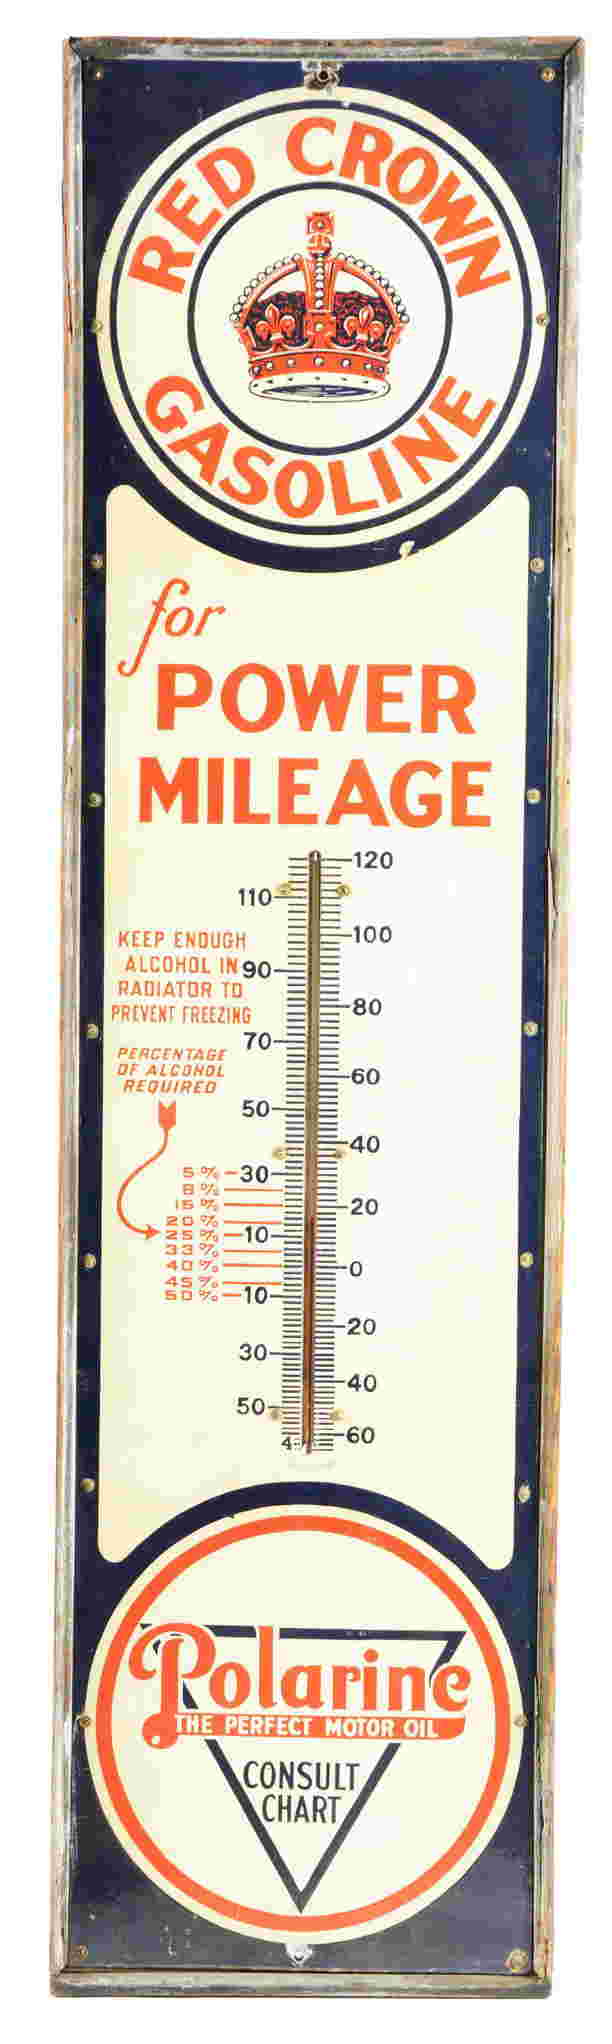 RED CROWN
GASOLINE
for
POWER
MILEAGE
120
110
100
KEEP ENOUGH
ALCOHOL IN
RADIATOR TO
PREVENT FREEZING
90
80
70
PERCENTAGE
OF ALCOHOL
REQUIRED
60
50
40
5% 30
8%
15% 20
20%
25% 10
33%
40% 0
45%
50% 10
20
30
40
50
60
Polarine
THE PERFECT MOTOR OIL
CONSULT
CHART